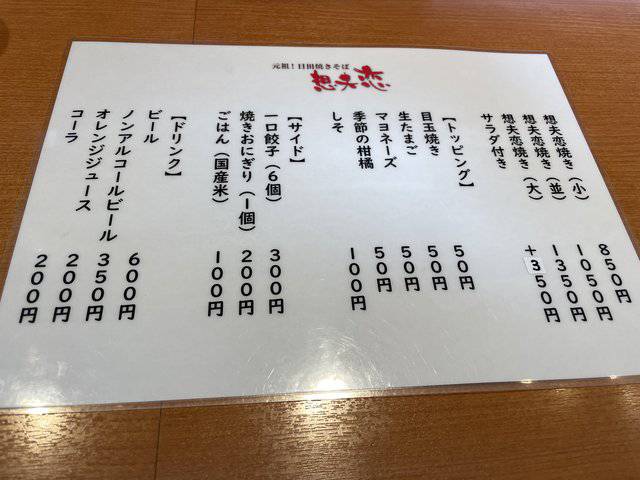 元祖！日田焼きそば
想夫恋
想夫恋焼き（小） 850円
想夫恋焼き（並） 1050円
想夫恋焼き（大） 1350円
サラダ付き ＋350円
【トッピング】
目玉焼き 50円
生たまご 50円
マヨネーズ 50円
季節の柑橘 50円
しそ 100円
【サイド】
一口餃子（6個） 300円
焼きおにぎり（1個） 200円
ごはん（国産米） 100円
【ドリンク】
ビール 600円
ノンアルコールビール 350円
オレンジジュース 200円
コーラ 200円